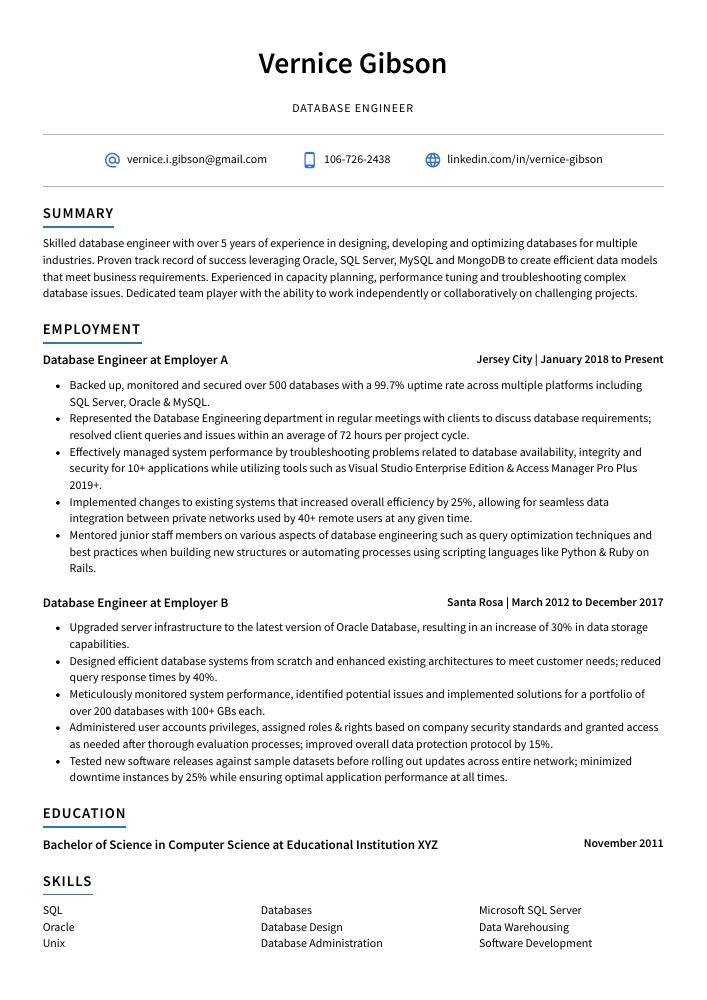 Vernice Gibson
DATABASE ENGINEER
vernice.i.gibson@gmail.com 106-726-2438 linkedin.com/in/vernice-gibson
SUMMARY
Skilled database engineer with over 5 years of experience in designing, developing and optimizing databases for multiple
industries. Proven track record of success leveraging Oracle, SQL Server, MySQL and MongoDB to create efficient data models
that meet business requirements. Experienced in capacity planning, performance tuning and troubleshooting complex
database issues. Dedicated team player with the ability to work independently or collaboratively on challenging projects.
EMPLOYMENT
Database Engineer at Employer A Jersey City | January 2018 to Present
• Backed up, monitored and secured over 500 databases with a 99.7% uptime rate across multiple platforms including
SQL Server, Oracle & MySQL.
• Represented the Database Engineering department in regular meetings with clients to discuss database requirements;
resolved client queries and issues within an average of 72 hours per project cycle.
• Effectively managed system performance by troubleshooting problems related to database availability, integrity and
security for 10+ applications while utilizing tools such as Visual Studio Enterprise Edition & Access Manager Pro Plus
2019+.
• Implemented changes to existing systems that increased overall efficiency by 25%, allowing for seamless data
integration between private networks used by 40+ remote users at any given time.
• Mentored junior staff members on various aspects of database engineering such as query optimization techniques and
best practices when building new structures or automating processes using scripting languages like Python & Ruby on
Rails.
Database Engineer at Employer B Santa Rosa | March 2012 to December 2017
• Upgraded server infrastructure to the latest version of Oracle Database, resulting in an increase of 30% in data storage
capabilities.
• Designed efficient database systems from scratch and enhanced existing architectures to meet customer needs; reduced
query response times by 40%.
• Meticulously monitored system performance, identified potential issues and implemented solutions for a portfolio of
over 200 databases with 100+ GBs each.
• Administered user accounts privileges, assigned roles & rights based on company security standards and granted access
as needed after thorough evaluation processes; improved overall data protection protocol by 15%.
• Tested new software releases against sample datasets before rolling out updates across entire network; minimized
downtime instances by 25% while ensuring optimal application performance at all times.
EDUCATION
Bachelor of Science in Computer Science at Educational Institution XYZ November 2011
SKILLS
SQL Databases Microsoft SQL Server
Oracle Database Design Data Warehousing
Unix Database Administration Software Development